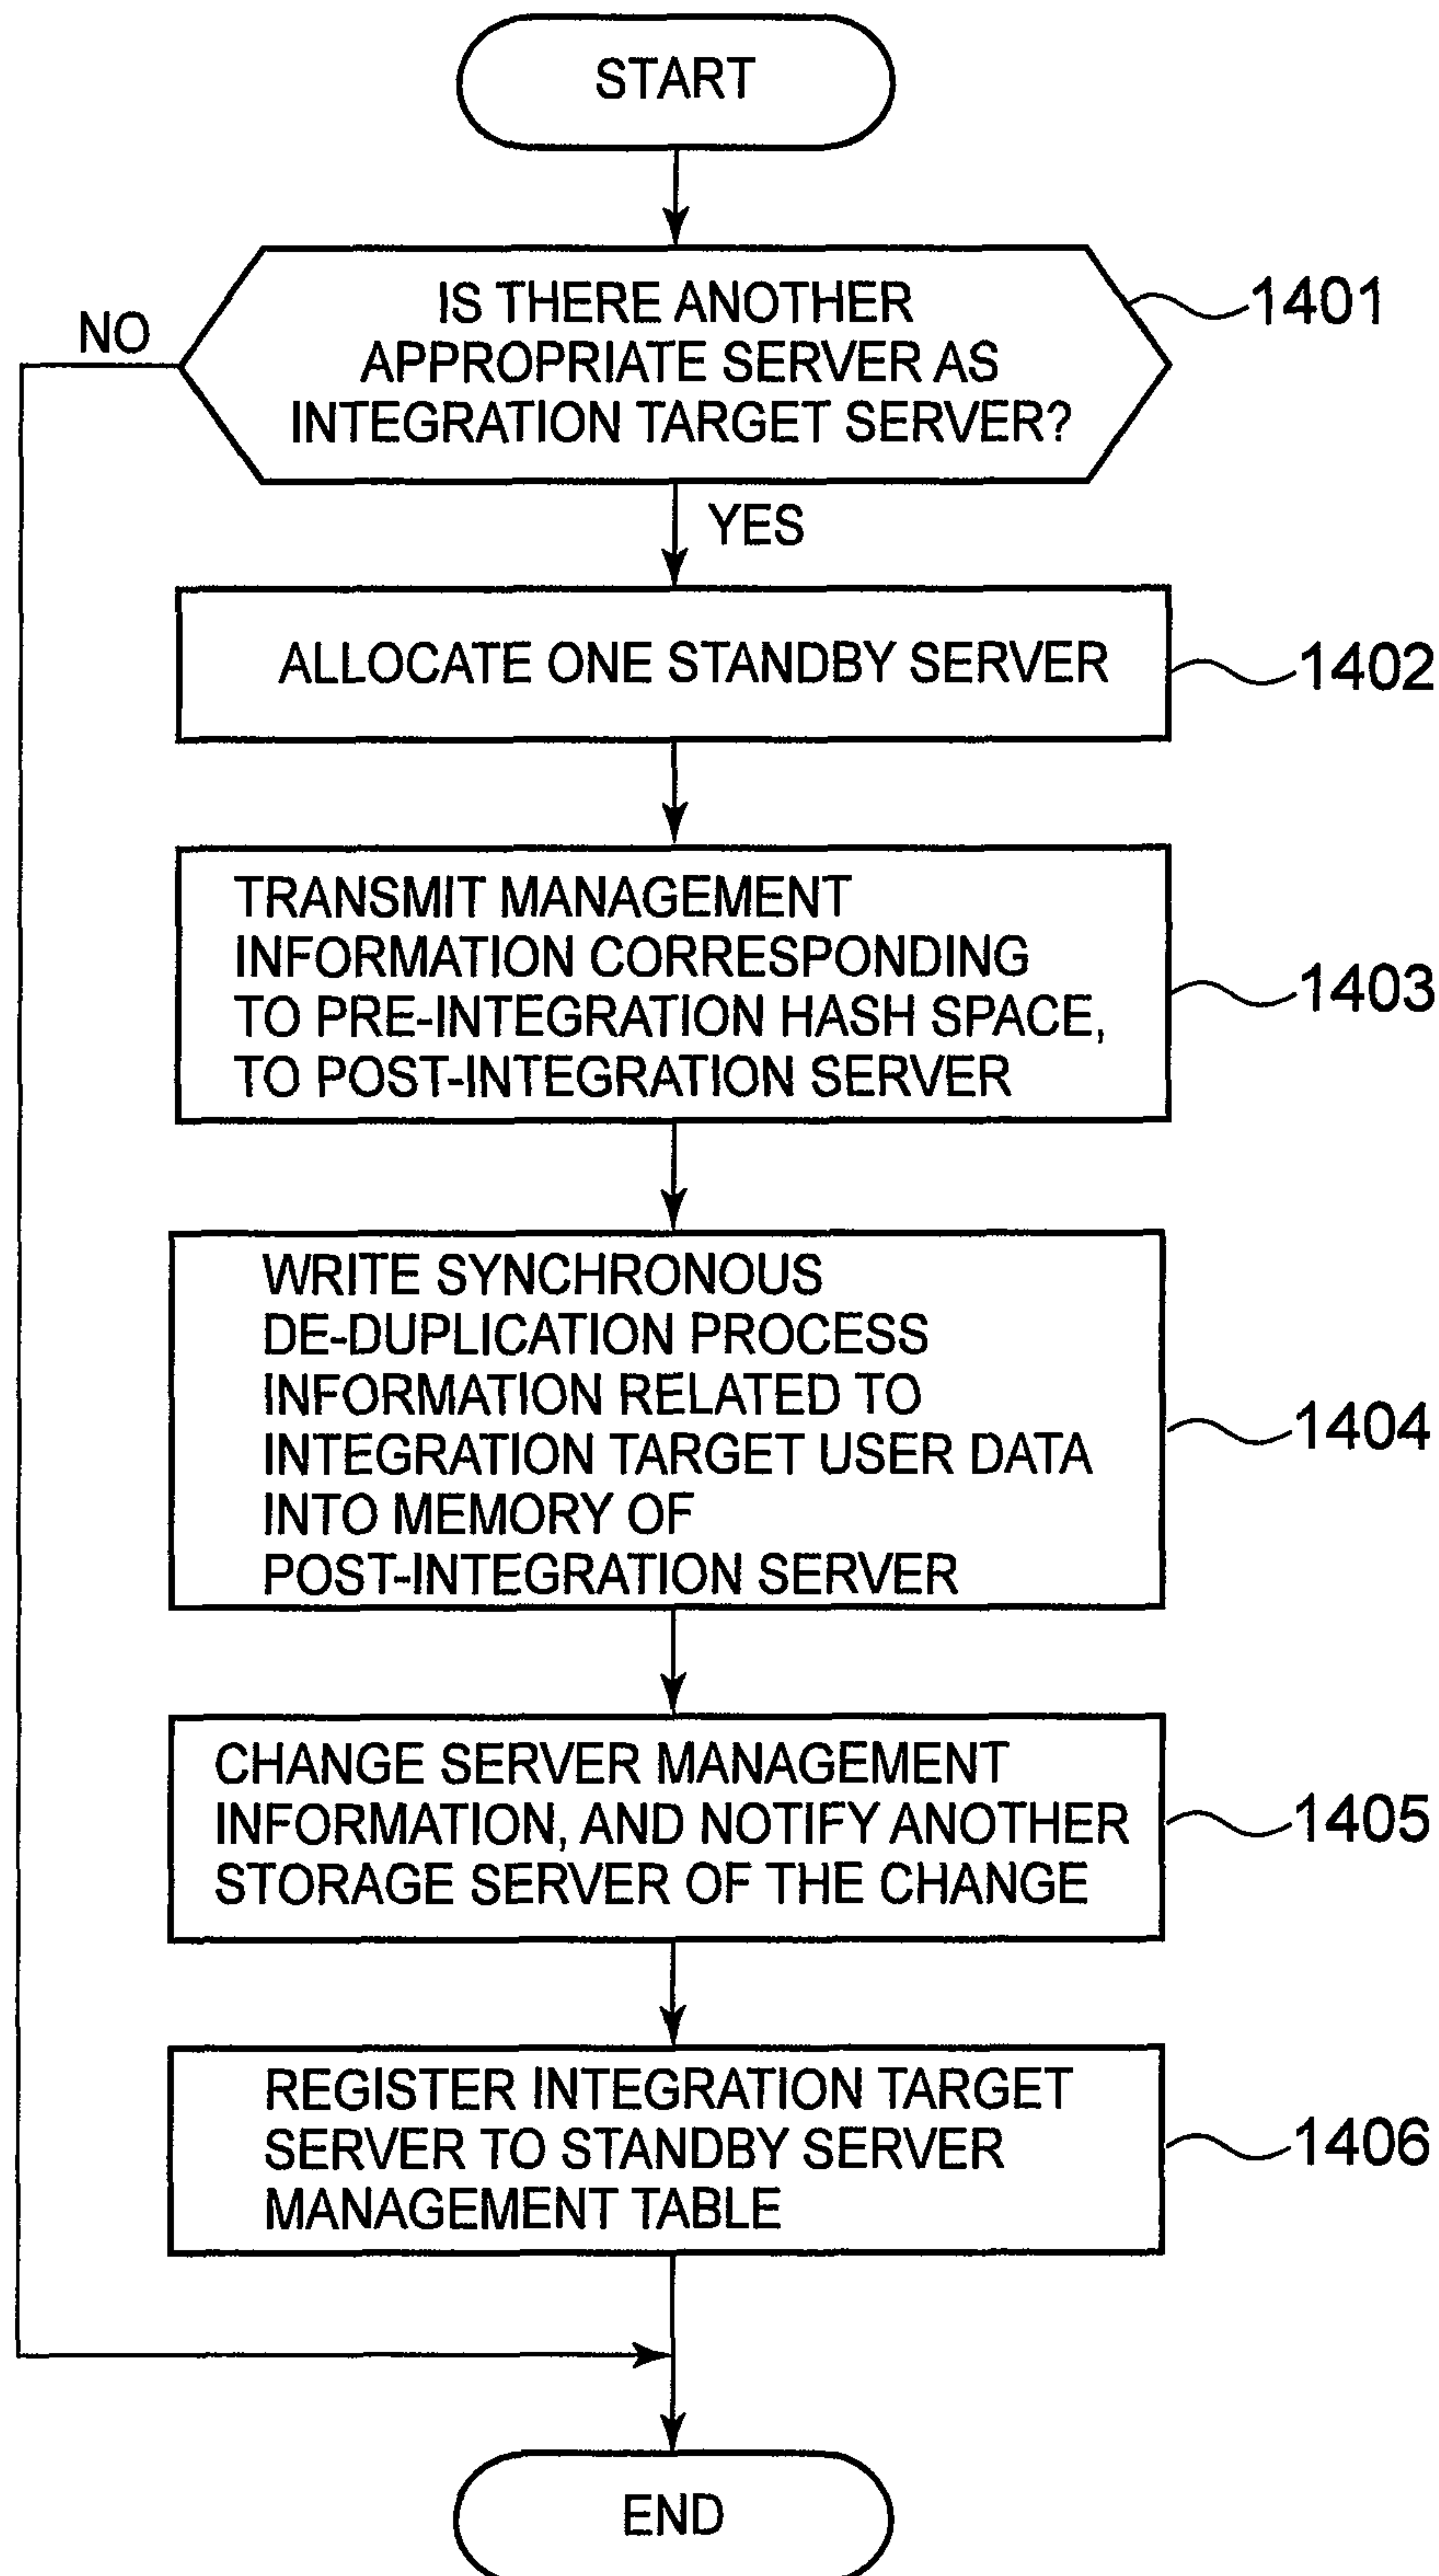 START
IS THERE ANOTHER
APPROPRIATE SERVER AS
INTEGRATION TARGET SERVER?
1401
NO
YES
ALLOCATE ONE STANDBY SERVER
1402
TRANSMIT MANAGEMENT
INFORMATION CORRESPONDING
TO PRE-INTEGRATION HASH SPACE,
TO POST-INTEGRATION SERVER
1403
WRITE SYNCHRONOUS
DE-DUPLICATION PROCESS
INFORMATION RELATED TO
INTEGRATION TARGET USER DATA
INTO MEMORY OF
POST-INTEGRATION SERVER
1404
CHANGE SERVER MANAGEMENT
INFORMATION, AND NOTIFY ANOTHER
STORAGE SERVER OF THE CHANGE
1405
REGISTER INTEGRATION TARGET
SERVER TO STANDBY SERVER
MANAGEMENT TABLE
1406
END